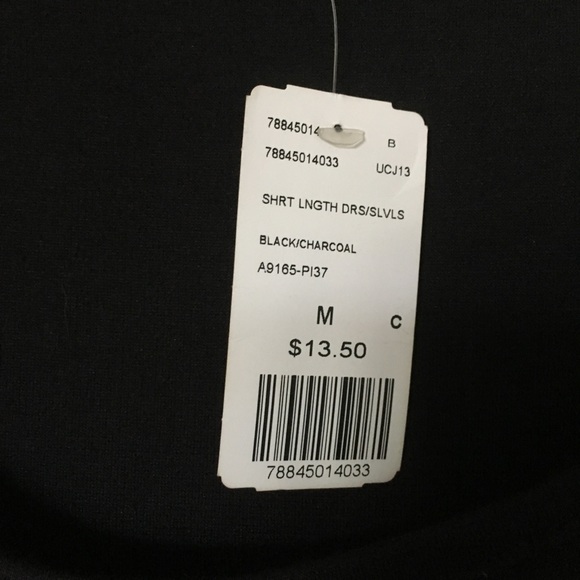 78845014
B
78845014033
UCJ13
SHRT LNGTH DRS/SLVLS
BLACK/CHARCOAL
A9165-PI37
M C
$13.50
78845014033